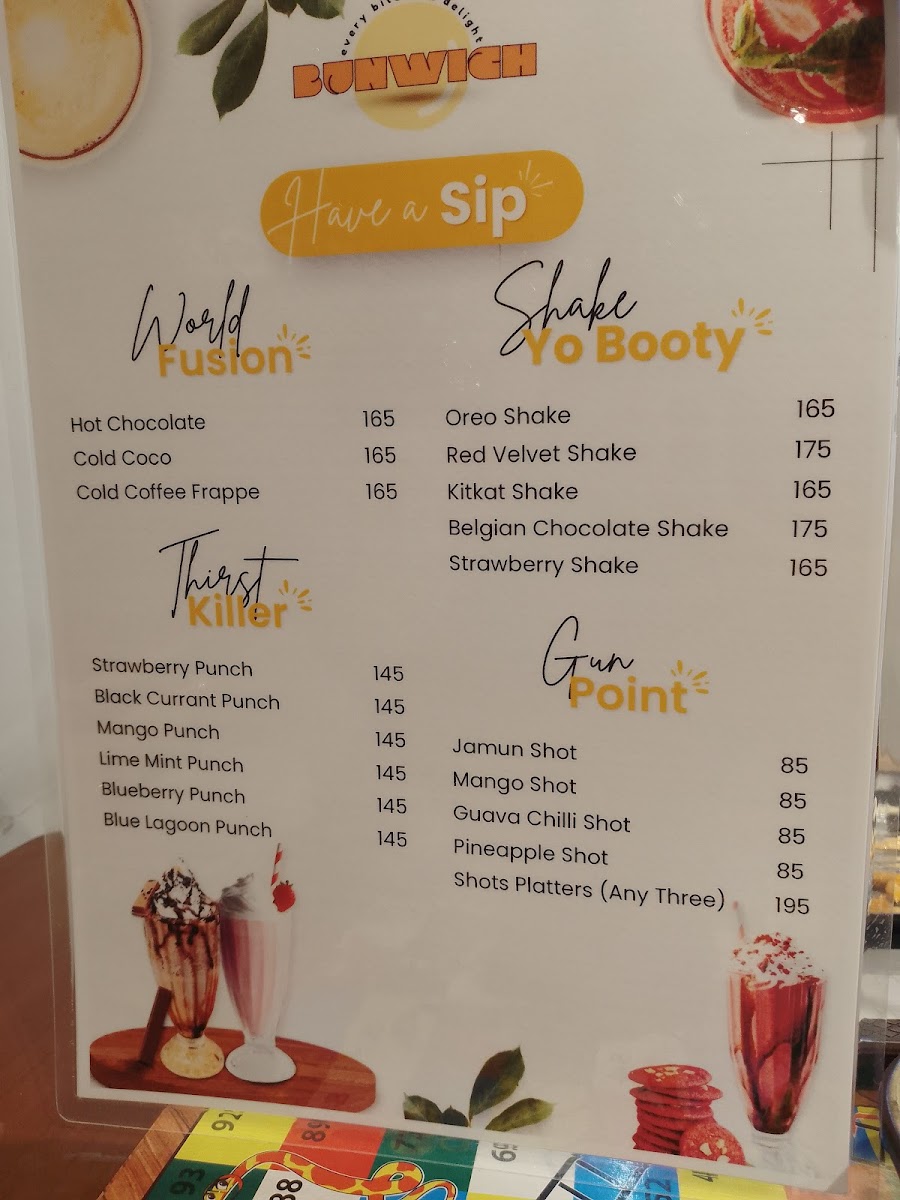 every bite
delight
BUNWICH
Have a Sip
World
Fusion
Hot Chocolate 165
Cold Coco 165
Cold Coffee Frappe 165
Thirst
Killer
Strawberry Punch 145
Black Currant Punch 145
Mango Punch 145
Lime Mint Punch 145
Blueberry Punch 145
Blue Lagoon Punch 145
Shake
Yo Booty
Oreo Shake 165
Red Velvet Shake 175
Kitkat Shake 165
Belgian Chocolate Shake 175
Strawberry Shake 165
Gun
Point
Jamun Shot 85
Mango Shot 85
Guava Chilli Shot 85
Pineapple Shot 85
Shots Platters (Any Three) 195
92
89
93
88